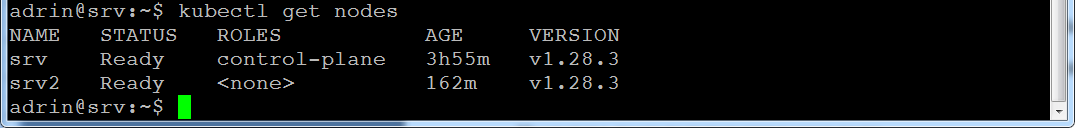 adrin@srv:~$ kubectl get nodes
NAME   STATUS   ROLES           AGE     VERSION
srv    Ready    control-plane   3h55m   v1.28.3
srv2   Ready    <none>          162m    v1.28.3
adrin@srv:~$